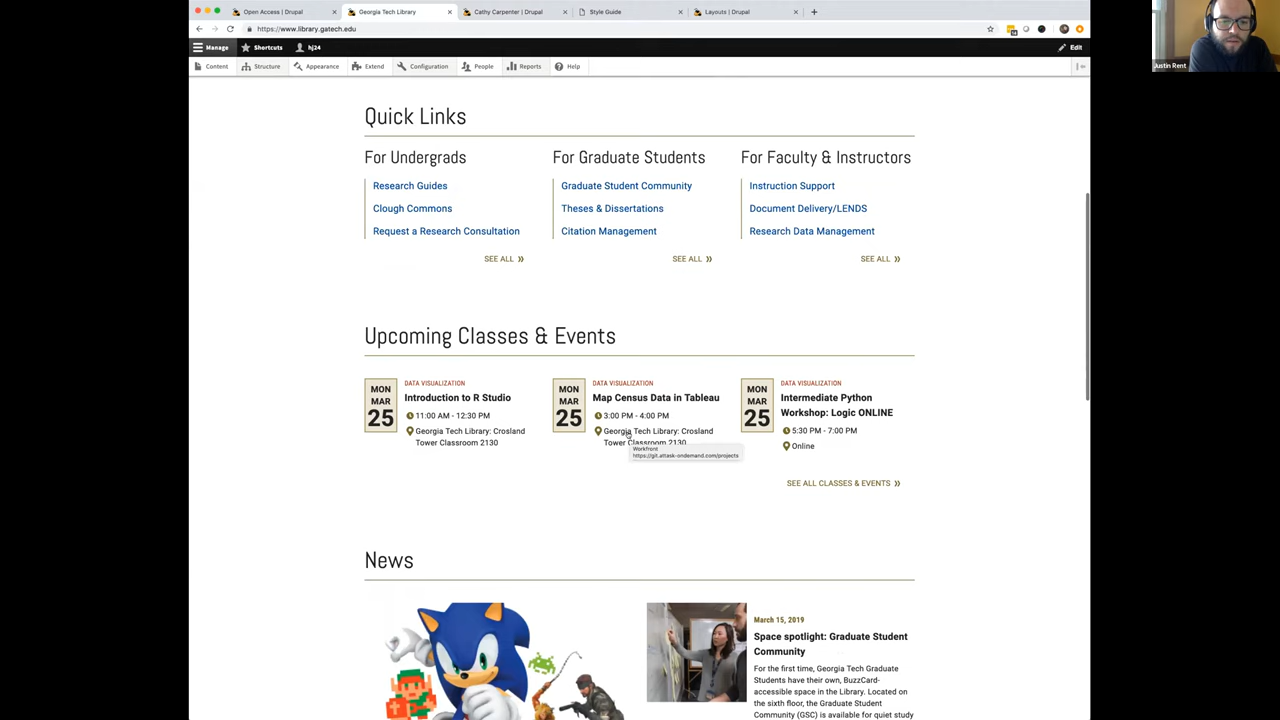 Open Access | Drupal
Georgia Tech Library
Cathy Carpenter | Drupal
Style Guide
Layouts | Drupal
https://www.library.gatech.edu
Manage
Shortcuts
hj24
Edit
Content
Structure
Appearance
Extend
Configuration
People
Reports
Help
Justin Rent
Quick Links
For Undergrads
Research Guides
Clough Commons
Request a Research Consultation
SEE ALL »
For Graduate Students
Graduate Student Community
Theses & Dissertations
Citation Management
SEE ALL »
For Faculty & Instructors
Instruction Support
Document Delivery/LENDS
Research Data Management
SEE ALL »
Upcoming Classes & Events
MON
MAR
25
DATA VISUALIZATION
Introduction to R Studio
11:00 AM - 12:30 PM
Georgia Tech Library: Crosland
Tower Classroom 2130
MON
MAR
25
DATA VISUALIZATION
Map Census Data in Tableau
3:00 PM - 4:00 PM
Georgia Tech Library: Crosland
Tower Classroom 2130
Workfront
https://git.attask-ondemand.com/projects
MON
MAR
25
DATA VISUALIZATION
Intermediate Python
Workshop: Logic ONLINE
5:30 PM - 7:00 PM
Online
SEE ALL CLASSES & EVENTS »
News
March 15, 2019
Space spotlight: Graduate Student
Community
For the first time, Georgia Tech Graduate
Students have their own, BuzzCard-
accessible space in the Library. Located on
the sixth floor, the Graduate Student
Community (GSC) is available for quiet study